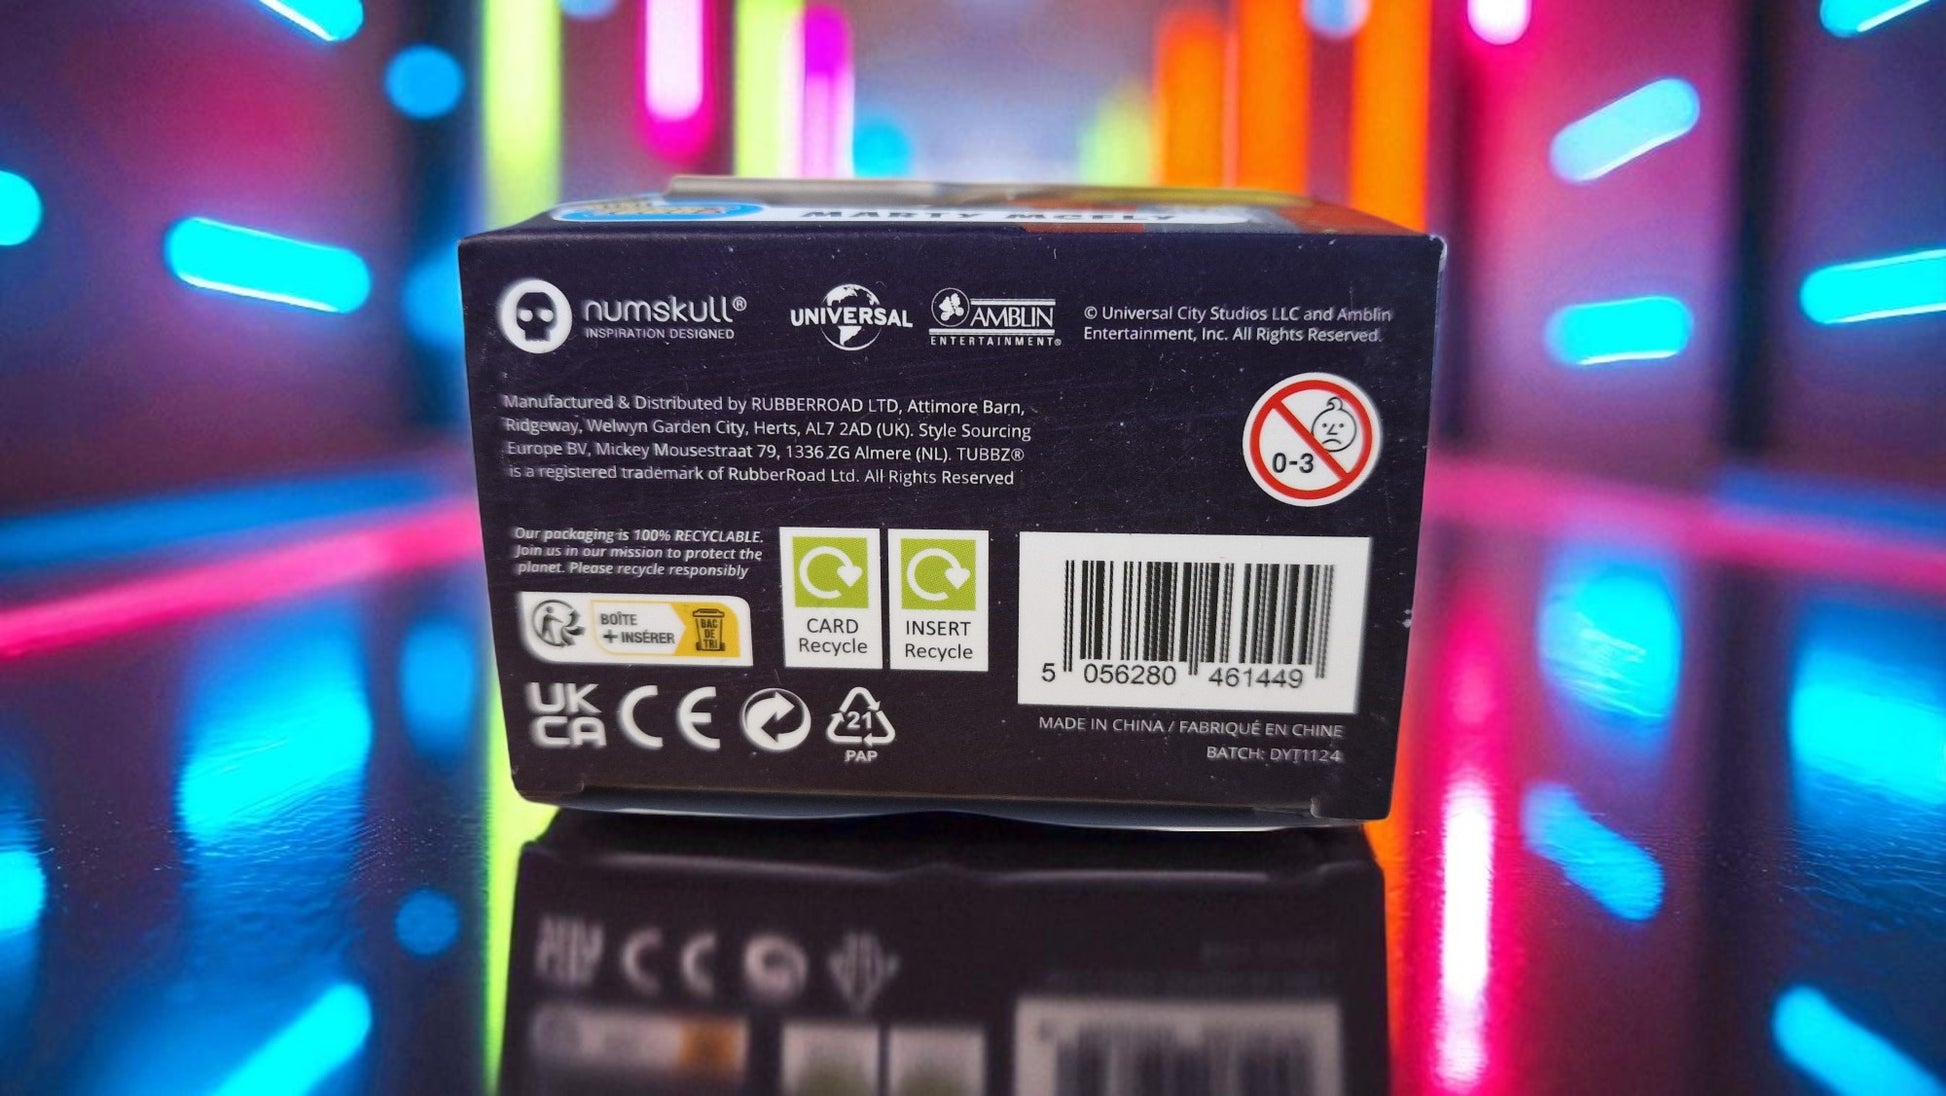 MARTY MCFLY
numskull®
INSPIRATION DESIGNED
UNIVERSAL
AMBLIN
ENTERTAINMENT®
© Universal City Studios LLC and Amblin
Entertainment, Inc. All Rights Reserved.
Manufactured & Distributed by RUBBERROAD LTD, Attimore Barn,
Ridgeway, Welwyn Garden City, Herts, AL7 2AD (UK). Style Sourcing
Europe BV, Mickey Mousestraat 79, 1336 ZG Almere (NL). TUBBZ®
is a registered trademark of RubberRoad Ltd. All Rights Reserved
0-3
Our packaging is 100% RECYCLABLE.
Join us in our mission to protect the
planet. Please recycle responsibly
BOÎTE
+ INSÉRER
BAC
DE
TRI
CARD
Recycle
INSERT
Recycle
5 056280 461449
UK
CA
CE
21
PAP
MADE IN CHINA / FABRIQUÉ EN CHINE
BATCH: DYT1124